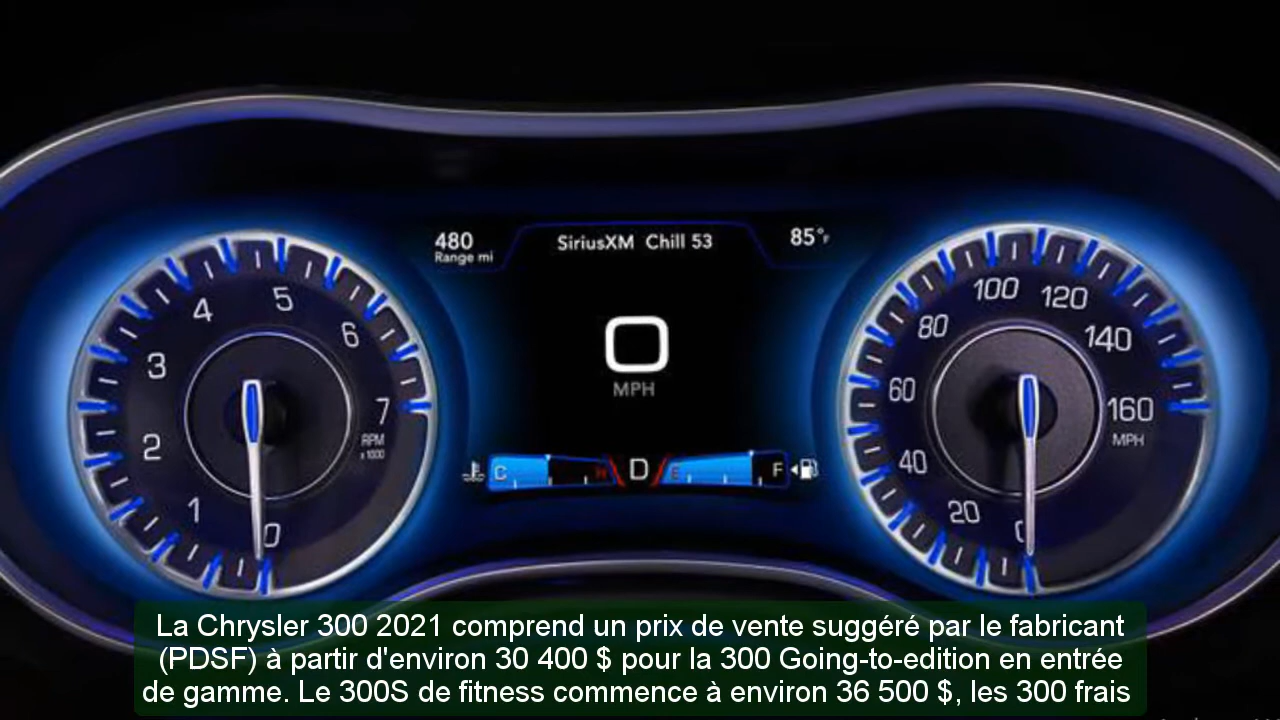 480
Range mi
SiriusXM Chill 53
85°F
4
5
3
6
2
7
RPM
x1000
1
0
MPH
C
H
D
E
F
100
120
80
140
60
160
MPH
40
20
0
La Chrysler 300 2021 comprend un prix de vente suggéré par le fabricant
(PDSF) à partir d'environ 30 400 $ pour la 300 Going-to-edition en entrée
de gamme. Le 300S de fitness commence à environ 36 500 $, les 300 frais